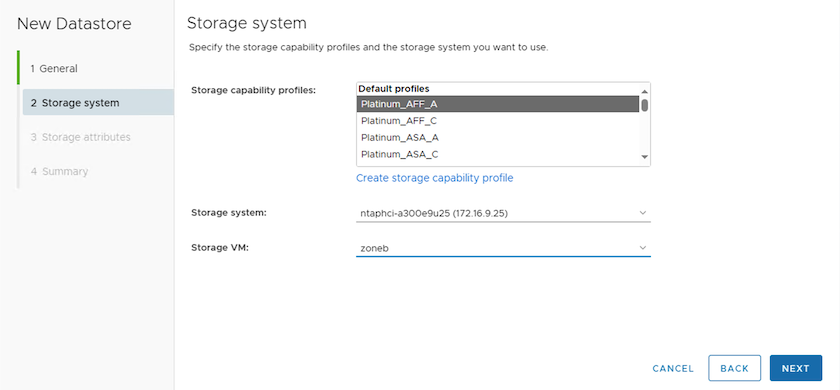 New Datastore
1 General
2 Storage system
3 Storage attributes
4 Summary
Storage system
Specify the storage capability profiles and the storage system you want to use.
Storage capability profiles:
Default profiles
Platinum_AFF_A
Platinum_AFF_C
Platinum_ASA_A
Platinum_ASA_C
Create storage capability profile
Storage system: ntaphci-a300e9u25 (172.16.9.25)
Storage VM: zoneb
CANCEL BACK NEXT